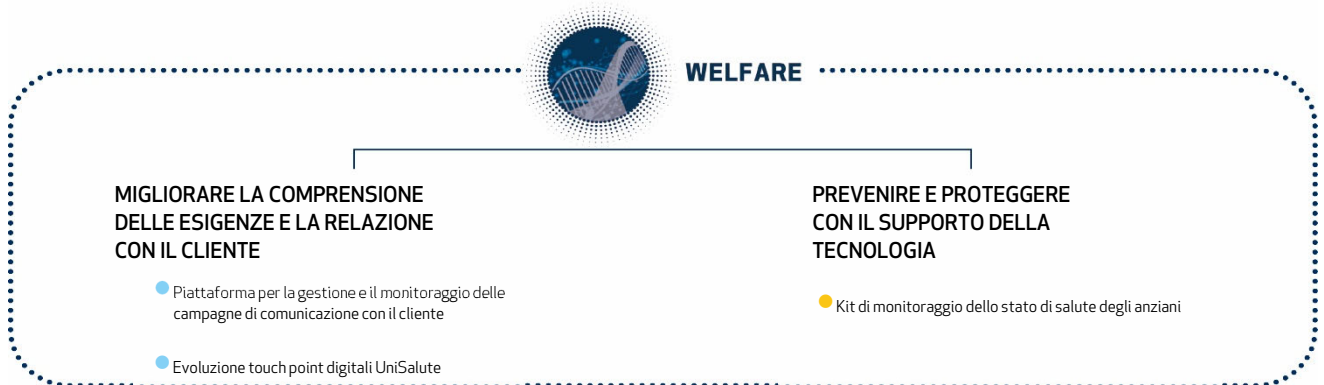 WELFARE
MIGLIORARE LA COMPRENSIONE
DELLE ESIGENZE E LA RELAZIONE
CON IL CLIENTE
Piattaforma per la gestione e il monitoraggio delle
campagne di comunicazione con il cliente
Evoluzione touch point digitali UniSalute
PREVENIRE E PROTEGGERE
CON IL SUPPORTO DELLA
TECNOLOGIA
Kit di monitoraggio dello stato di salute degli anziani